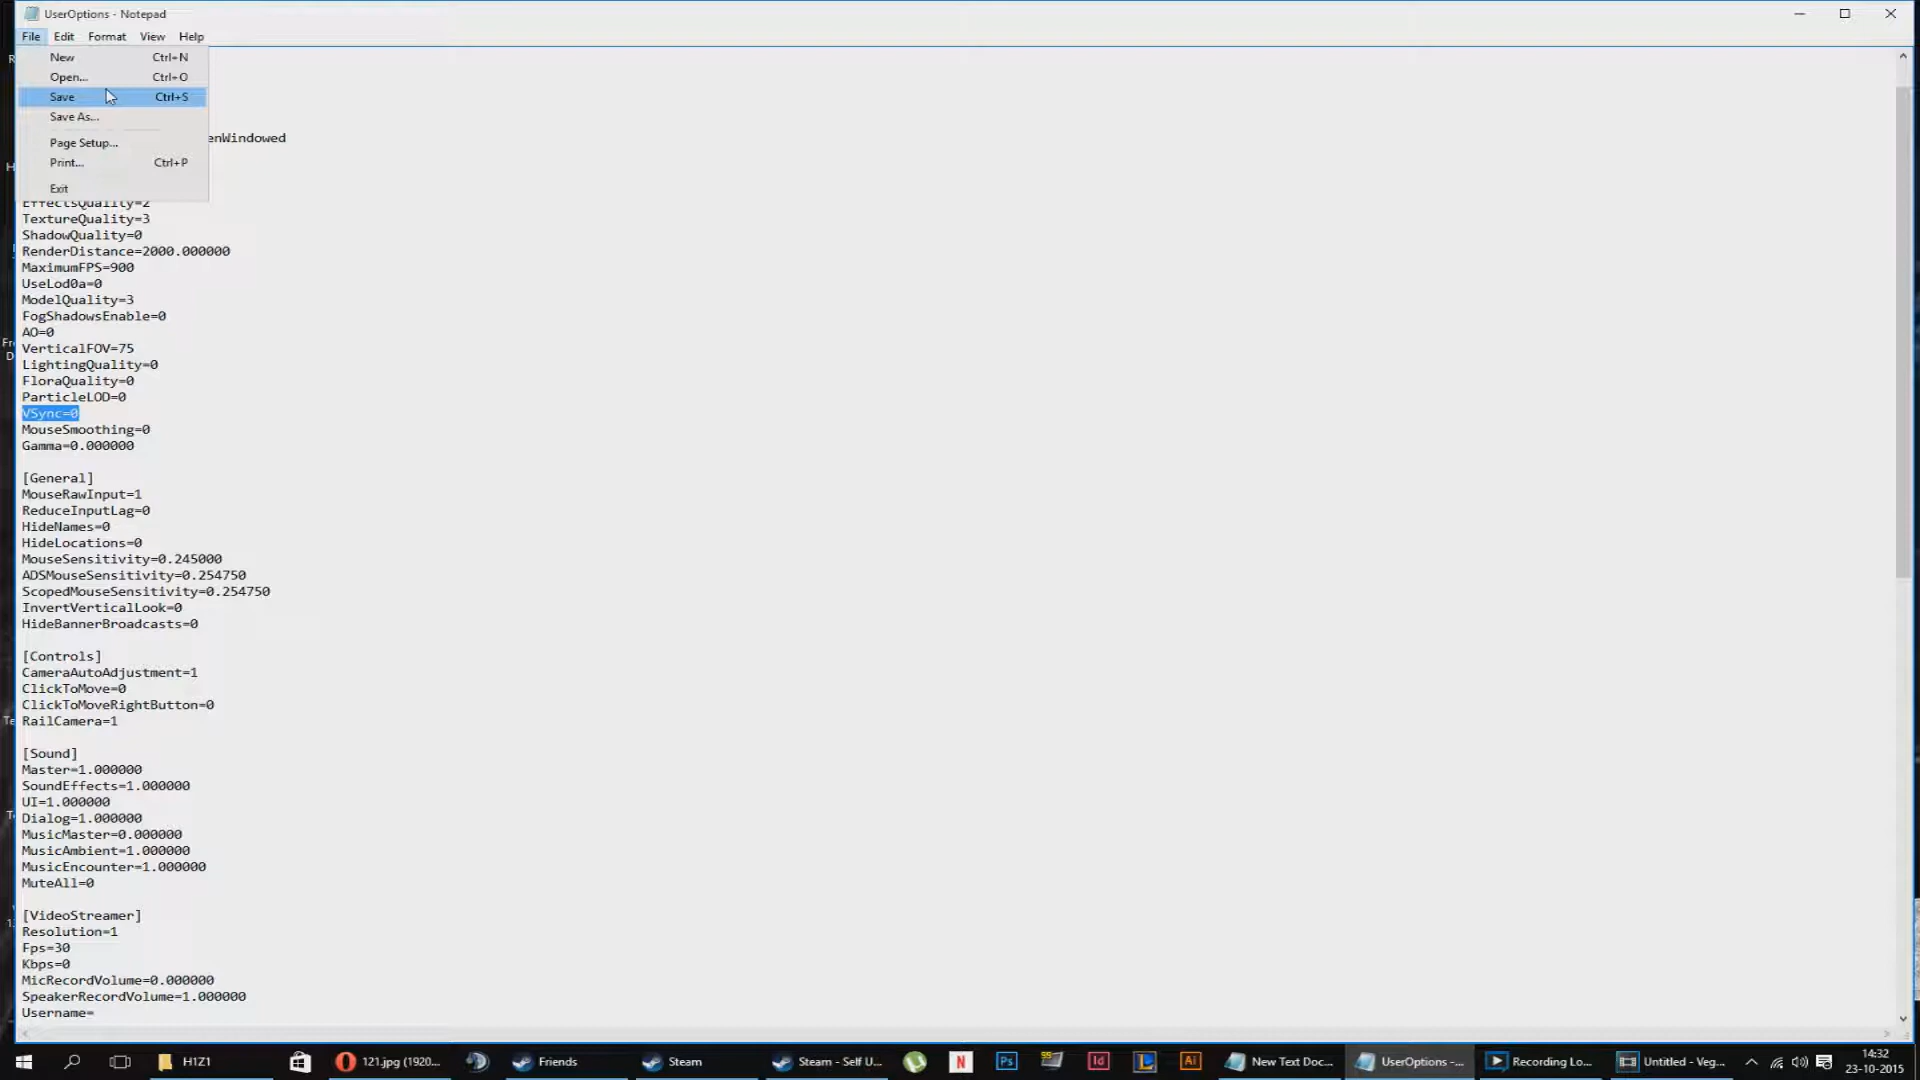 UserOptions - Notepad
File Edit Format View Help
New Ctrl+N
Open... Ctrl+O
Save Ctrl+S
Save As...
enWindowed
Page Setup...
Print... Ctrl+P
Exit
EffectsQuality=2
TextureQuality=3
ShadowQuality=0
RenderDistance=2000.000000
MaximumFPS=900
UseLod0a=0
ModelQuality=3
FogShadowsEnable=0
AO=0
VerticalFOV=75
LightingQuality=0
FloraQuality=0
ParticleLOD=0
VSync=0
MouseSmoothing=0
Gamma=0.000000
[General]
MouseRawInput=1
ReduceInputLag=0
HideNames=0
HideLocations=0
MouseSensitivity=0.245000
ADSMouseSensitivity=0.254750
ScopedMouseSensitivity=0.254750
InvertVerticalLook=0
HideBannerBroadcasts=0
[Controls]
CameraAutoAdjustment=1
ClickToMove=0
ClickToMoveRightButton=0
RailCamera=1
[Sound]
Master=1.000000
SoundEffects=1.000000
UI=1.000000
Dialog=1.000000
MusicMaster=0.000000
MusicAmbient=1.000000
MusicEncounter=1.000000
MuteAll=0
[VideoStreamer]
Resolution=1
Fps=30
Kbps=0
MicRecordVolume=0.000000
SpeakerRecordVolume=1.000000
Username=
H1Z1 121.jpg (1920... Friends Steam Steam - Self U... N Ps Id L Ai New Text Doc... UserOptions -... Recording Lo... Untitled - Veg... 14:32
23-10-2015